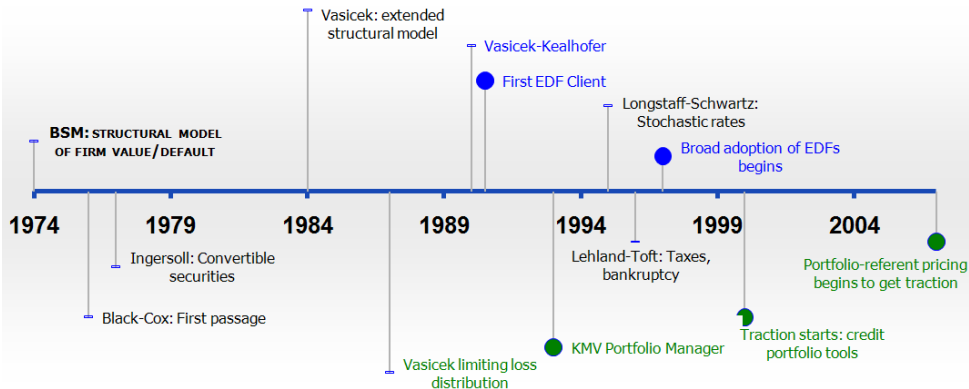 Vasicek: extended
structural model
Vasicek-Kealhofer
First EDF Client
Longstaff-Schwartz:
Stochastic rates
BSM: STRUCTURAL MODEL
OF FIRM VALUE/DEFAULT
Broad adoption of EDFs
begins
1974
1979
1984
1989
1994
1999
2004
Ingersoll: Convertible
securities
Lehland-Toft: Taxes,
bankruptcy
Portfolio-referent pricing
begins to get traction
Black-Cox: First passage
KMV Portfolio Manager
Traction starts: credit
portfolio tools
Vasicek limiting loss
distribution